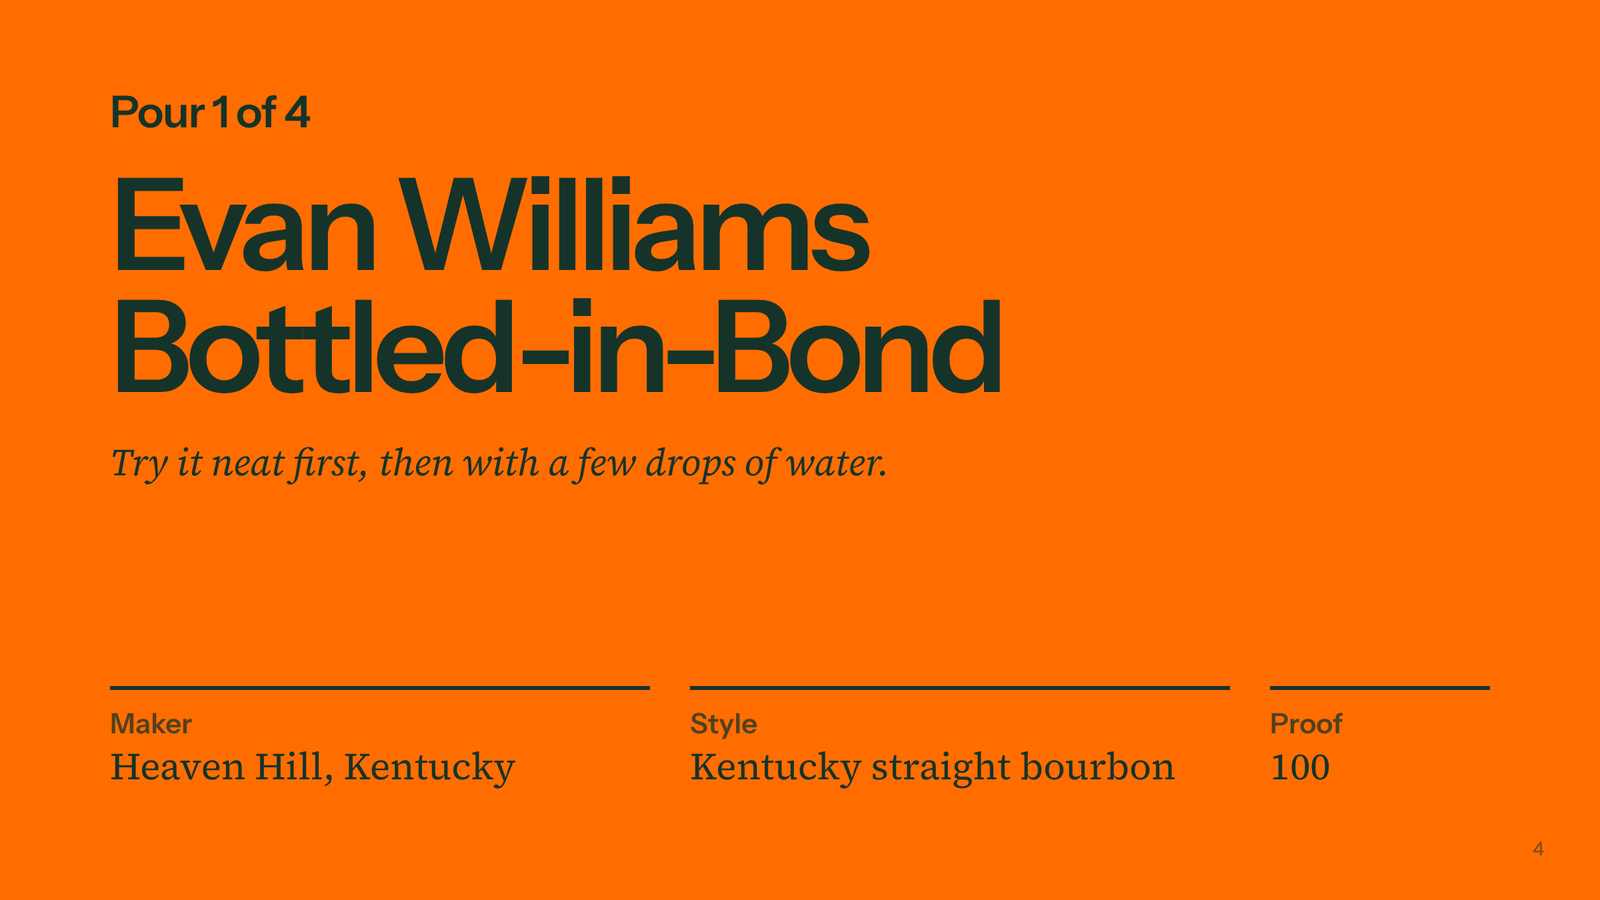 Pour 1 of 4
Evan Williams
Bottled-in-Bond
Try it neat first, then with a few drops of water.
Maker
Heaven Hill, Kentucky
Style
Kentucky straight bourbon
Proof
100
4